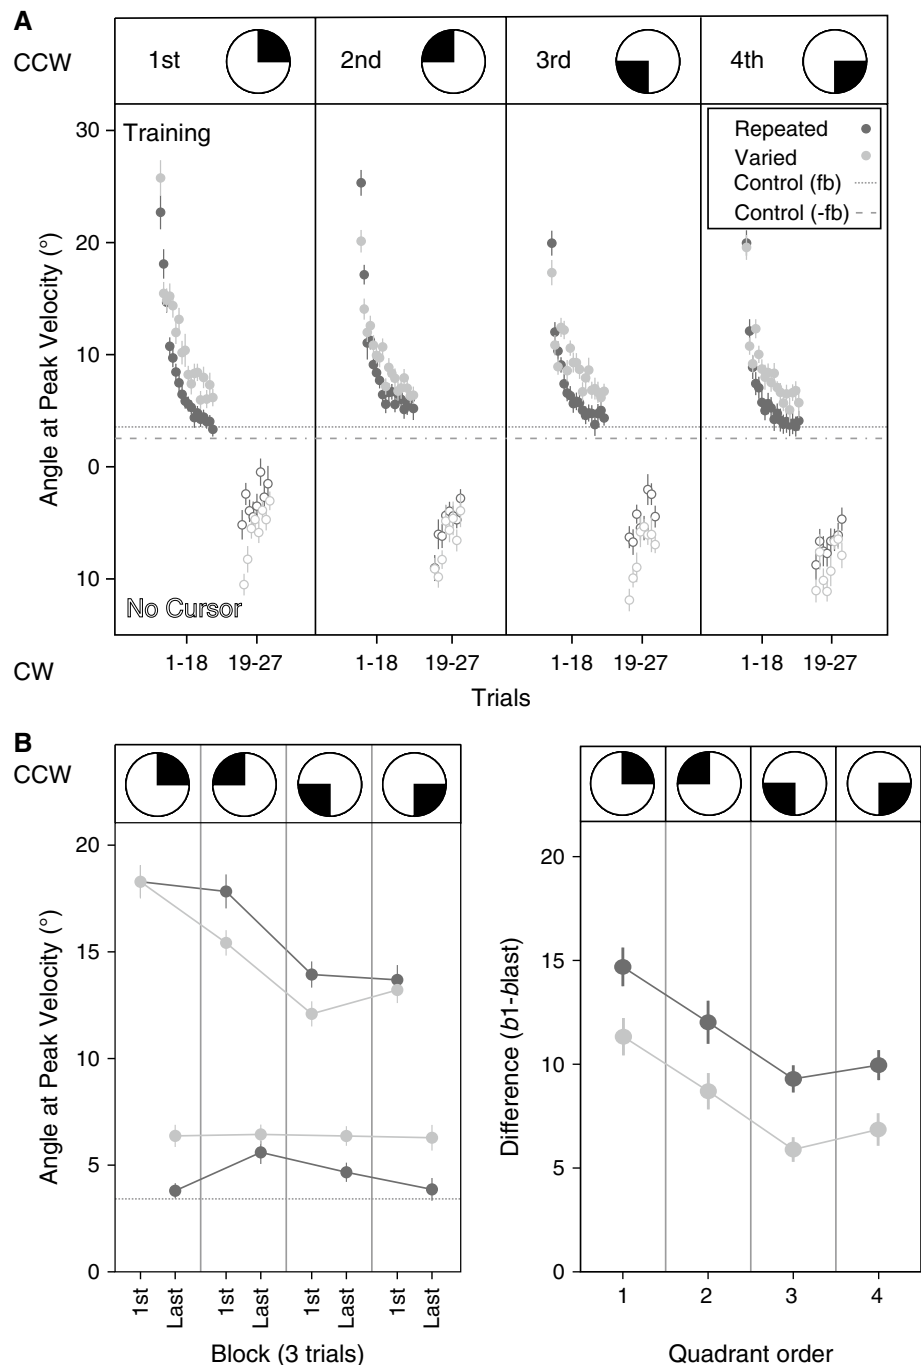 A
CCW
1st
2nd
3rd
4th
Training
Repeated
Varied
Control (fb)
Control (-fb)
30
20
10
0
10
Angle at Peak Velocity (°)
No Cursor
CW
1-18
19-27
1-18
19-27
1-18
19-27
1-18
19-27
Trials
B
CCW
20
15
10
5
0
Angle at Peak Velocity (°)
1st
Last
1st
Last
1st
Last
1st
Last
Block (3 trials)
20
15
10
5
0
Difference (b1-blast)
1
2
3
4
Quadrant order